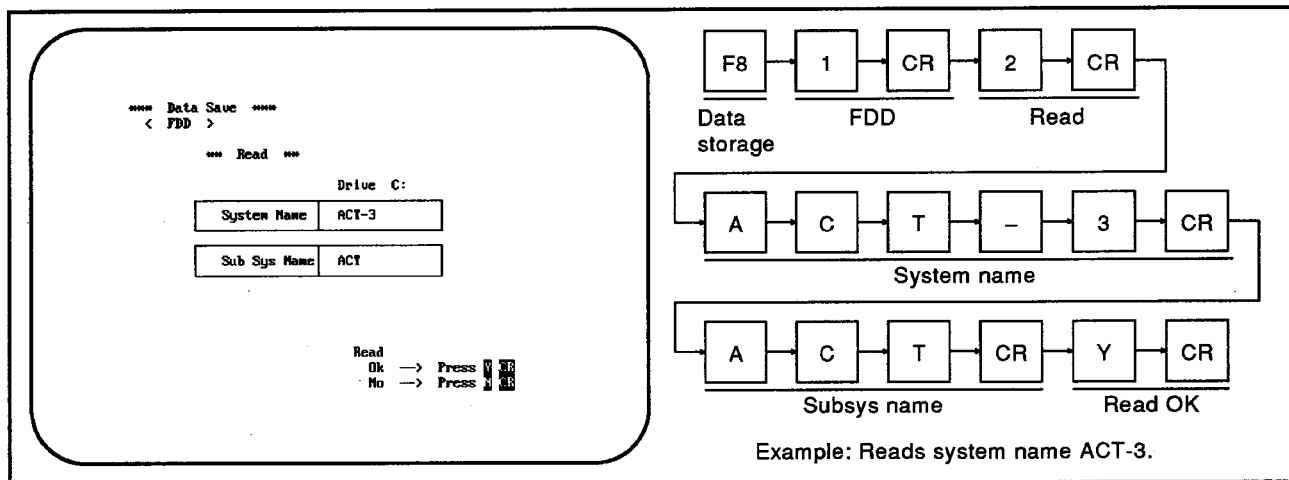 *** Data Save ***
< FDD >
** Read **
Drive C:
System Name ACT-3
Sub Sys Name ACT
Read
Ok —> Press Y CR
No —> Press N CR
F8 1 CR 2 CR
Data storage FDD Read
A C T – 3 CR
System name
A C T CR Y CR
Subsys name Read OK
Example: Reads system name ACT-3.